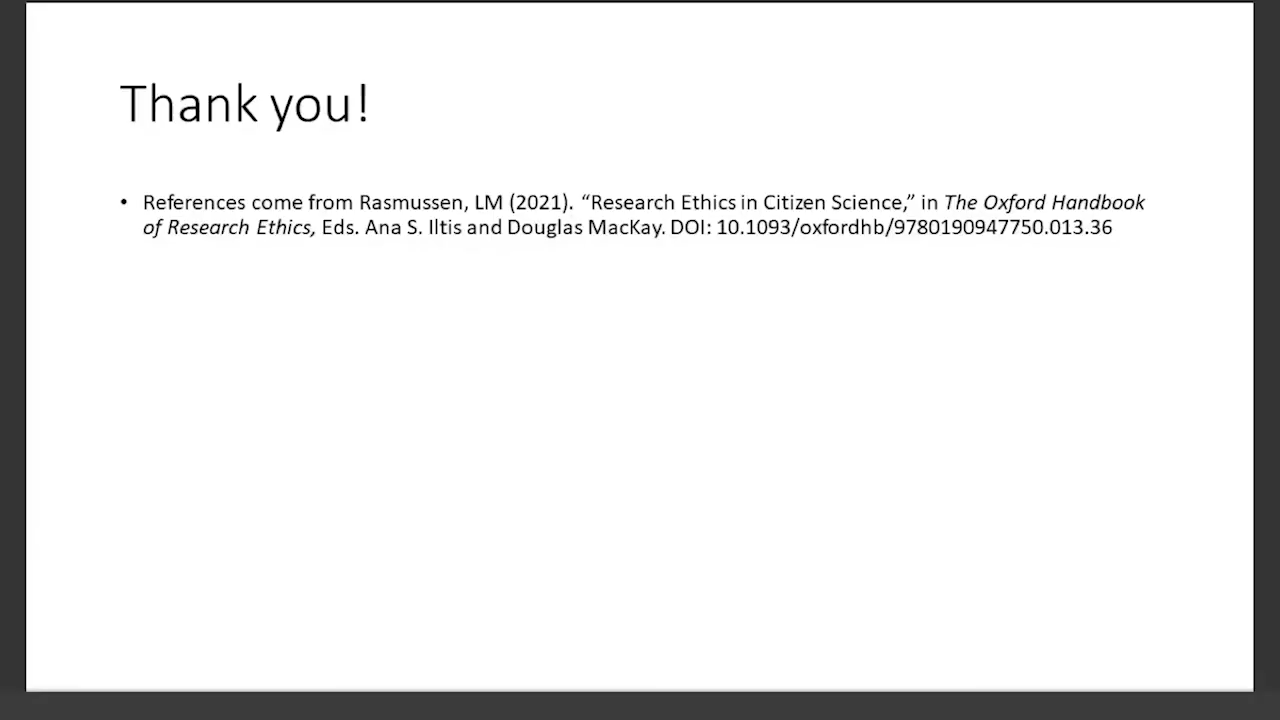 Thank you!
• References come from Rasmussen, LM (2021). “Research Ethics in Citizen Science,” in The Oxford Handbook
of Research Ethics, Eds. Ana S. Iltis and Douglas MacKay. DOI: 10.1093/oxfordhb/9780190947750.013.36